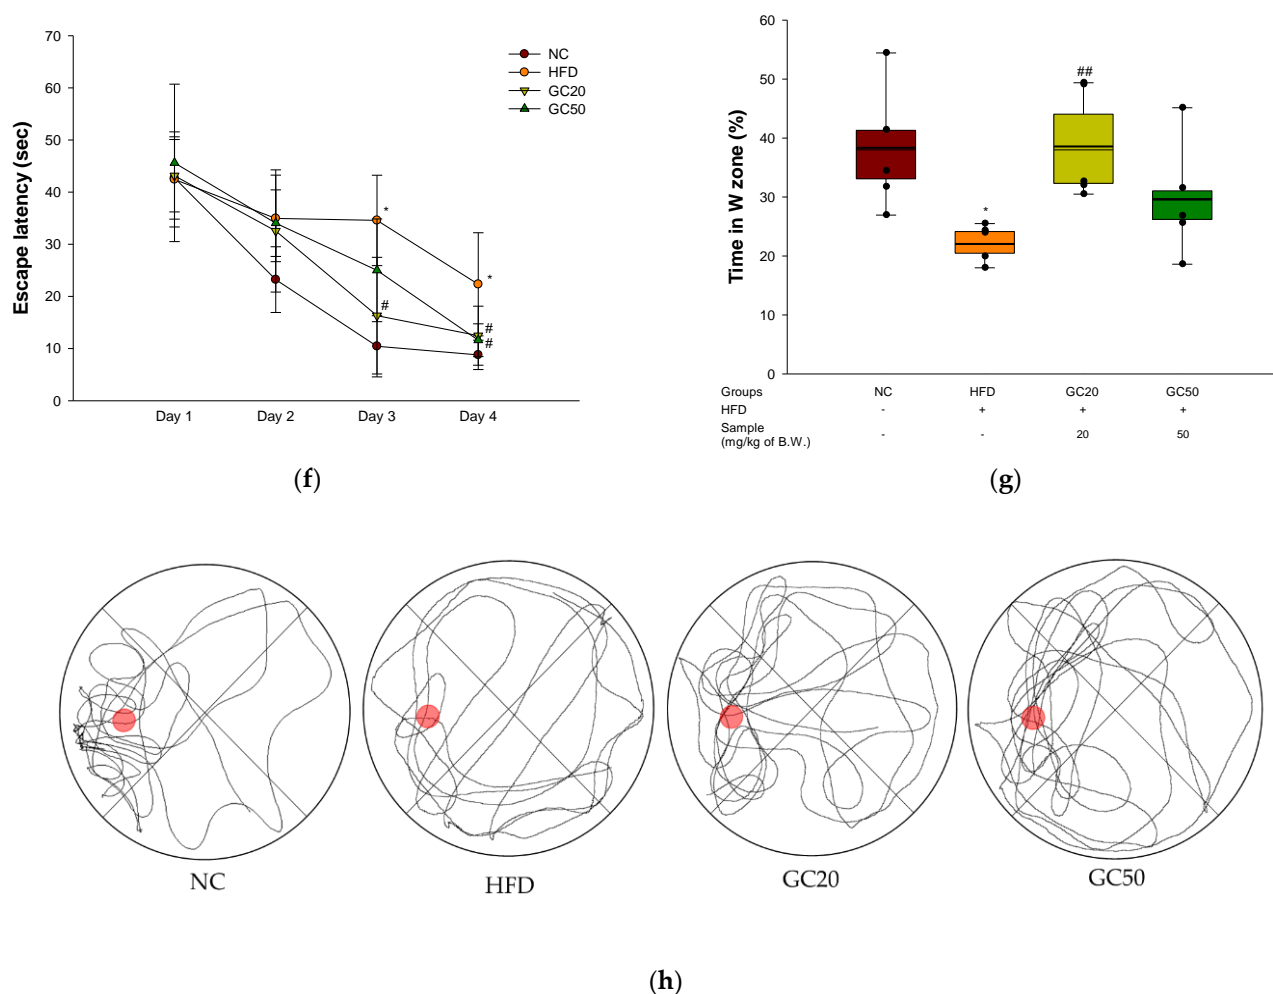 Escape latency (sec)
70
60
50
40
30
20
10
0
Day 1 Day 2 Day 3 Day 4
NC
HFD
GC20
GC50
*
*
#
#
#
(f)
Time in W zone (%)
60
50
40
30
20
10
0
*
##
Groups NC HFD GC20 GC50
HFD - + + +
Sample
(mg/kg of B.W.) - - 20 50
(g)
NC HFD GC20 GC50
(h)